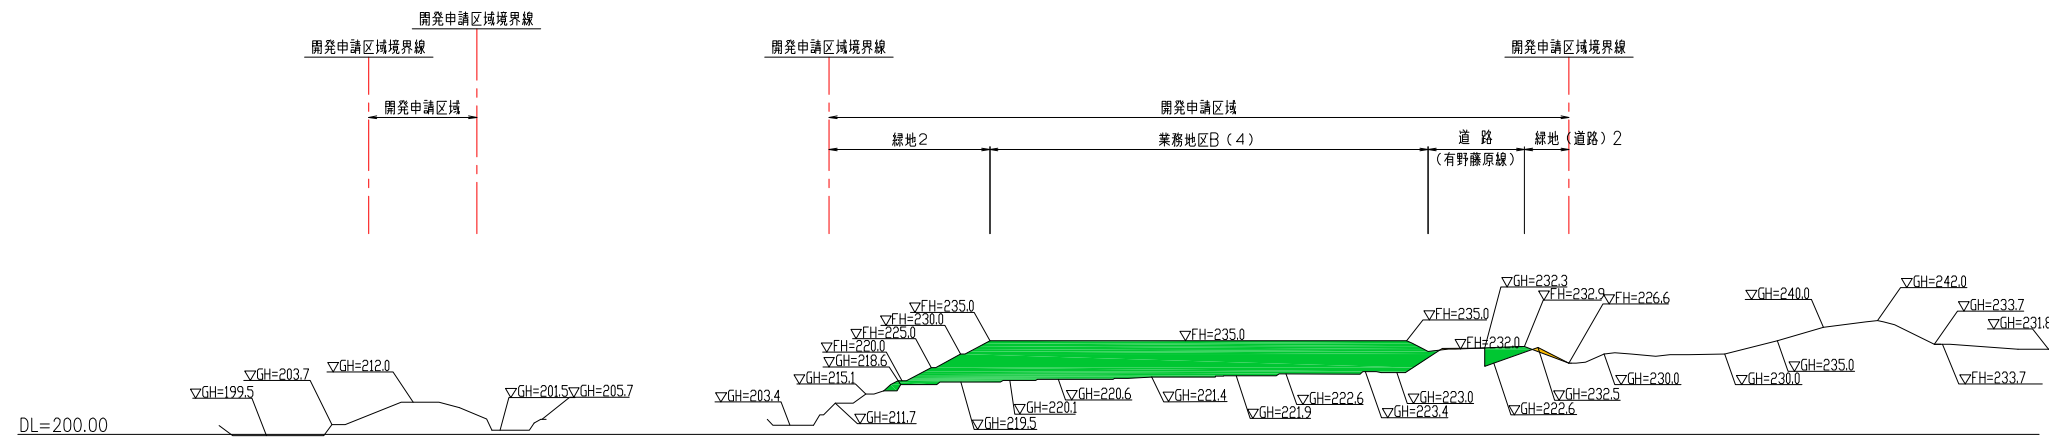 開発申請区域境界線
開発申請区域境界線
開発申請区域境界線
開発申請区域境界線
開発申請区域
開発申請区域
緑地2
業務地区B(4)
道 路
(有野藤原線)
緑地(道路)2
▽GH=199.5
▽GH=203.7
▽GH=212.0
▽GH=201.5
▽GH=205.7
▽GH=203.4
▽GH=211.7
▽GH=215.1
▽GH=218.6
▽FH=220.0
▽FH=225.0
▽FH=230.0
▽FH=235.0
▽FH=235.0
▽FH=235.0
▽GH=219.5
▽GH=220.1
▽GH=220.6
▽GH=221.4
▽GH=221.9
▽GH=222.6
▽GH=223.4
▽GH=223.0
▽FH=232.0
▽GH=232.3
▽FH=232.9
▽FH=226.6
▽GH=222.6
▽GH=232.5
▽GH=230.0
▽GH=230.0
▽GH=240.0
▽GH=235.0
▽GH=242.0
▽GH=233.7
▽GH=231.8
▽FH=233.7
DL=200.00